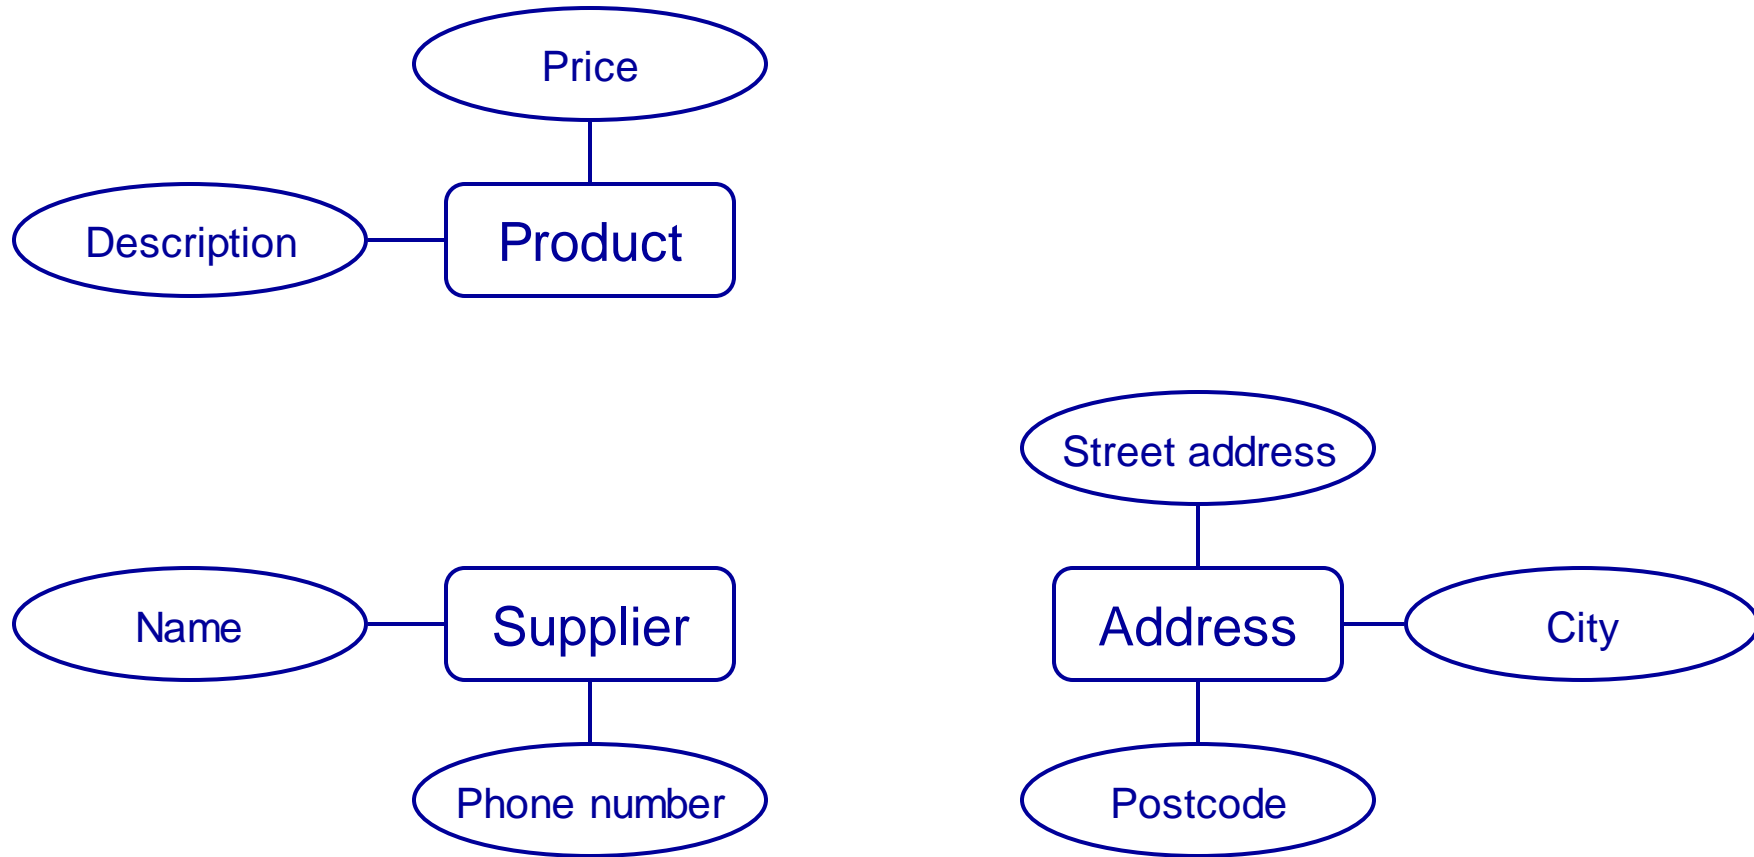 Price
Description
Product
Street address
Name
Supplier
Address
City
Phone number
Postcode